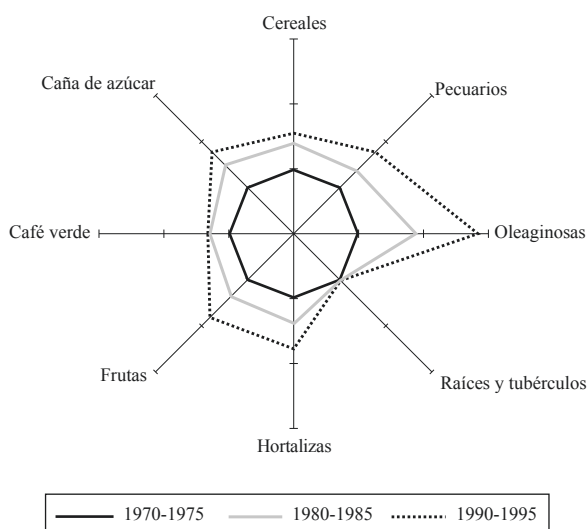 Cereales
Caña de azúcar
Pecuarios
Café verde
Oleaginosas
Frutas
Raíces y tubérculos
Hortalizas
1970-1975 1980-1985 1990-1995